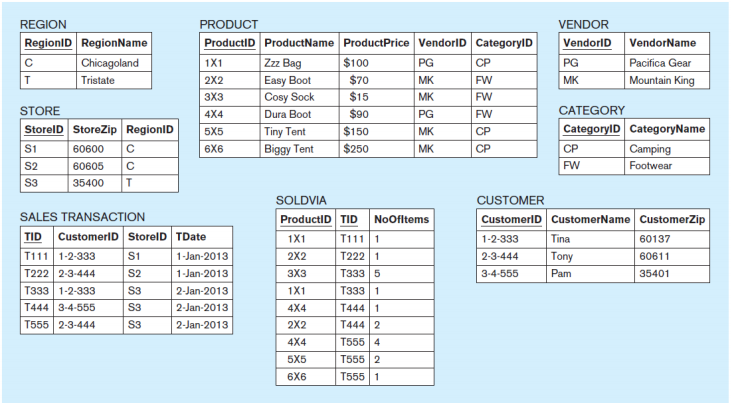 REGION
RegionID RegionName
C Chicagoland
T Tristate
PRODUCT
ProductID ProductName ProductPrice VendorID CategoryID
1X1 Zzz Bag $100 PG CP
2X2 Easy Boot $70 MK FW
3X3 Cosy Sock $15 MK FW
4X4 Dura Boot $90 PG FW
5X5 Tiny Tent $150 MK CP
6X6 Biggy Tent $250 MK CP
VENDOR
VendorID VendorName
PG Pacifica Gear
MK Mountain King
STORE
StoreID StoreZip RegionID
S1 60600 C
S2 60605 C
S3 35400 T
CATEGORY
CategoryID CategoryName
CP Camping
FW Footwear
SALES TRANSACTION
TID CustomerID StoreID TDate
T111 1-2-333 S1 1-Jan-2013
T222 2-3-444 S2 1-Jan-2013
T333 1-2-333 S3 2-Jan-2013
T444 3-4-555 S3 2-Jan-2013
T555 2-3-444 S3 2-Jan-2013
SOLDVIA
ProductID TID NoOfItems
1X1 T111 1
2X2 T222 1
3X3 T333 5
1X1 T333 1
4X4 T444 1
2X2 T444 2
4X4 T555 4
5X5 T555 2
6X6 T555 1
CUSTOMER
CustomerID CustomerName CustomerZip
1-2-333 Tina 60137
2-3-444 Tony 60611
3-4-555 Pam 35401